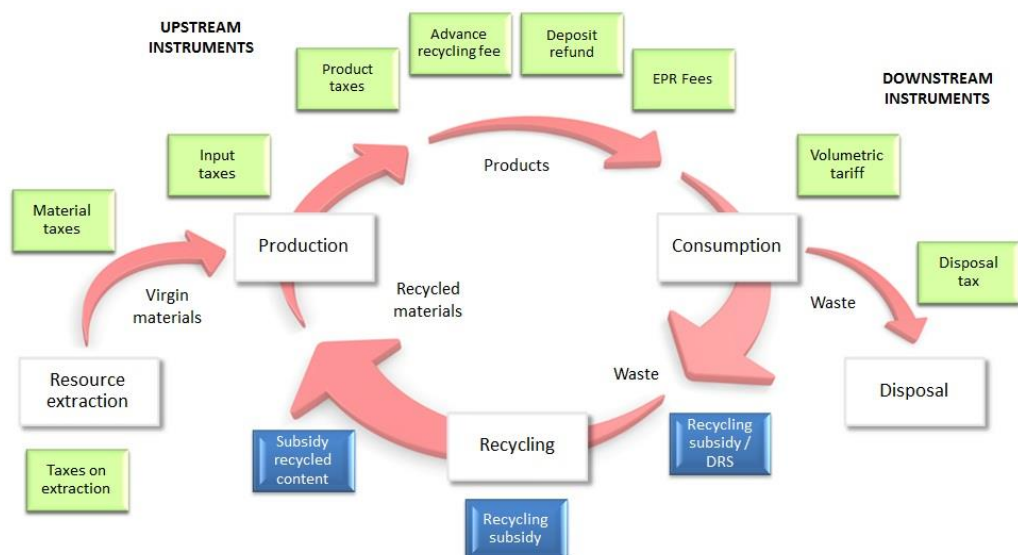 UPSTREAM
INSTRUMENTS
Advance
recycling fee
Deposit
refund
Product
taxes
EPR Fees
DOWNSTREAM
INSTRUMENTS
Input
taxes
Products
Volumetric
tariff
Material
taxes
Production
Consumption
Disposal
tax
Virgin
materials
Recycled
materials
Waste
Resource
extraction
Waste
Disposal
Subsidy
recycled
content
Recycling
Recycling
subsidy /
DRS
Taxes on
extraction
Recycling
subsidy